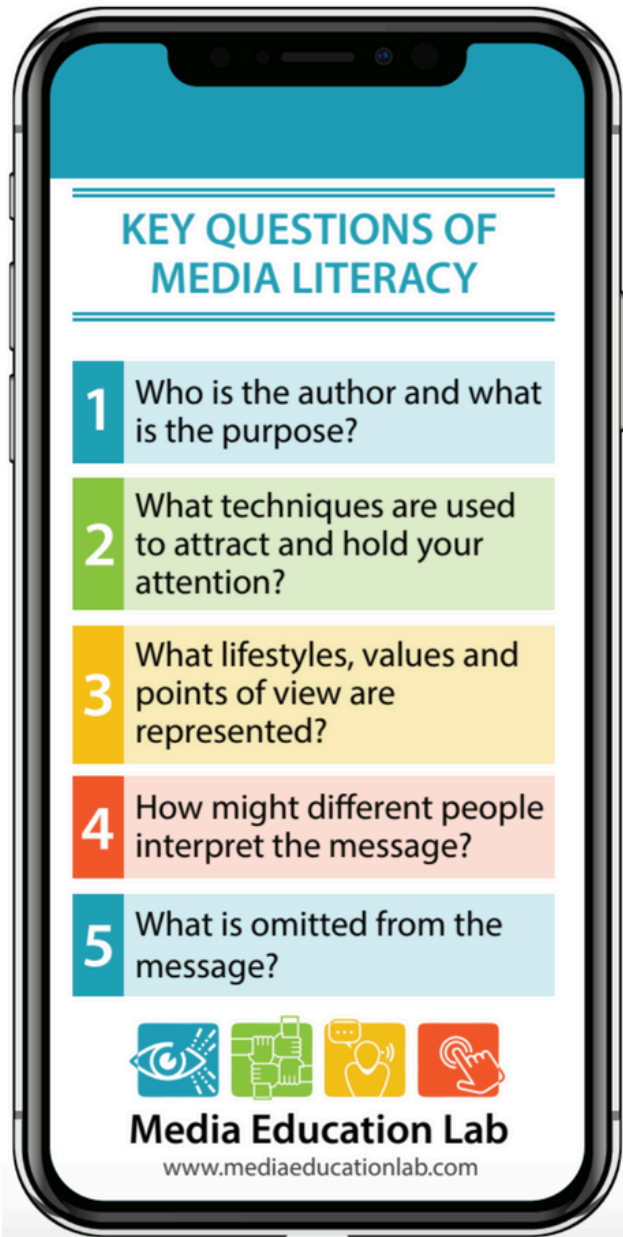 KEY QUESTIONS OF
MEDIA LITERACY
1
Who is the author and what
is the purpose?
2
What techniques are used
to attract and hold your
attention?
3
What lifestyles, values and
points of view are
represented?
4
How might different people
interpret the message?
5
What is omitted from the
message?
Media Education Lab
www.mediaeducationlab.com